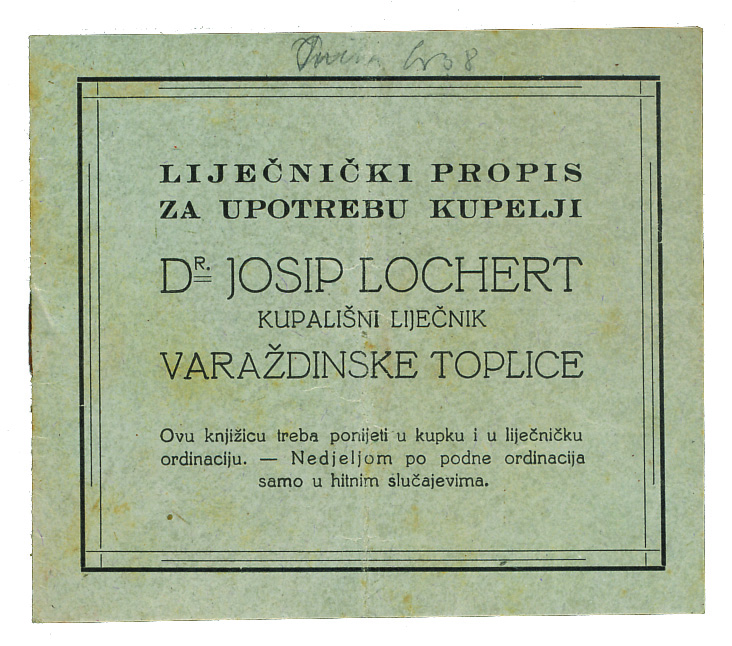 LIJEČNIČKI PROPIS
ZA UPOTREBU KUPELJI
DR. JOSIP LOCHERT
KUPALIŠNI LIJEČNIK
VARAŽDINSKE TOPLICE
Ovu knjižicu treba ponijeti u kupku i u liječničku
ordinaciju. — Nedjeljom po podne ordinacija
samo u hitnim slučajevima.